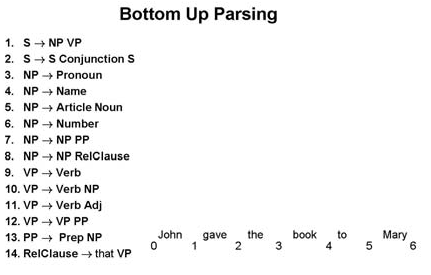 Bottom Up Parsing
1. S → NP VP
2. S → S Conjunction S
3. NP → Pronoun
4. NP → Name
5. NP → Article Noun
6. NP → Number
7. NP → NP PP
8. NP → NP RelClause
9. VP → Verb
10. VP → Verb NP
11. VP → Verb Adj
12. VP → VP PP
13. PP → Prep NP
14. RelClause → that VP
John gave the book to Mary
0 1 2 3 4 5 6